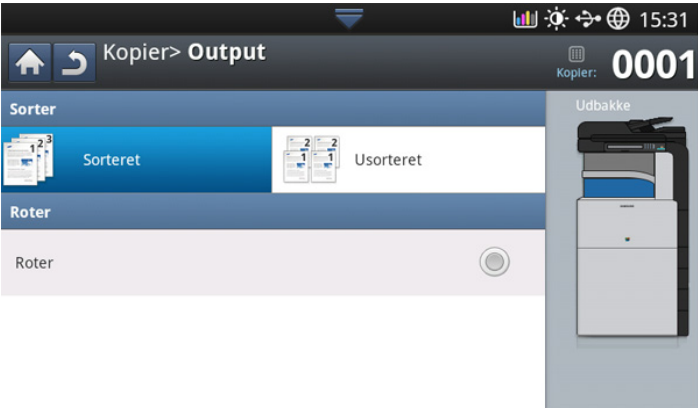 15:31
Kopier> Output
Kopier: 0001
Sorter
Udbakke
Sorteret
Usorteret
Roter
Roter